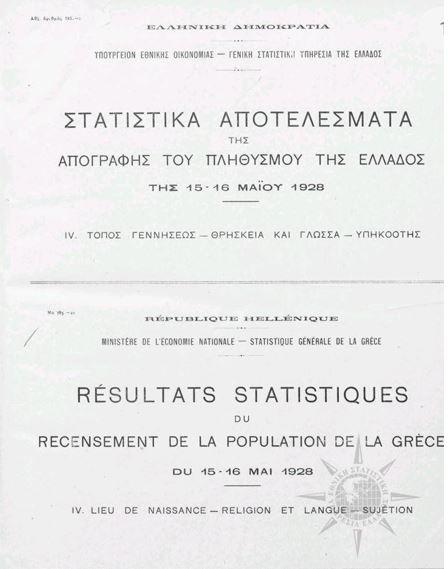 ΕΛΛΗΝΙΚΗ ΔΗΜΟΚΡΑΤΙΑ
ΥΠΟΥΡΓΕΙΟΝ ΕΘΝΙΚΗΣ ΟΙΚΟΝΟΜΙΑΣ — ΓΕΝΙΚΗ ΣΤΑΤΙΣΤΙΚΗ ΥΠΗΡΕΣΙΑ ΤΗΣ ΕΛΛΑΔΟΣ
ΣΤΑΤΙΣΤΙΚΑ ΑΠΟΤΕΛΕΣΜΑΤΑ
ΤΗΣ
ΑΠΟΓΡΑΦΗΣ ΤΟΥ ΠΛΗΘΥΣΜΟΥ ΤΗΣ ΕΛΛΑΔΟΣ
ΤΗΣ 15-16 ΜΑΪΟΥ 1928
IV. ΤΟΠΟΣ ΓΕΝΝΗΣΕΩΣ — ΘΡΗΣΚΕΙΑ ΚΑΙ ΓΛΩΣΣΑ — ΥΠΗΚΟΟΤΗΣ
RÉPUBLIQUE HELLÉNIQUE
MINISTÈRE DE L'ÉCONOMIE NATIONALE — STATISTIQUE GÉNÉRALE DE LA GRÈCE
RÉSULTATS STATISTIQUES
DU
RECENSEMENT DE LA POPULATION DE LA GRÈCE
DU 15-16 MAI 1928
IV. LIEU DE NAISSANCE — RELIGION ET LANGUE — SUJÉTION